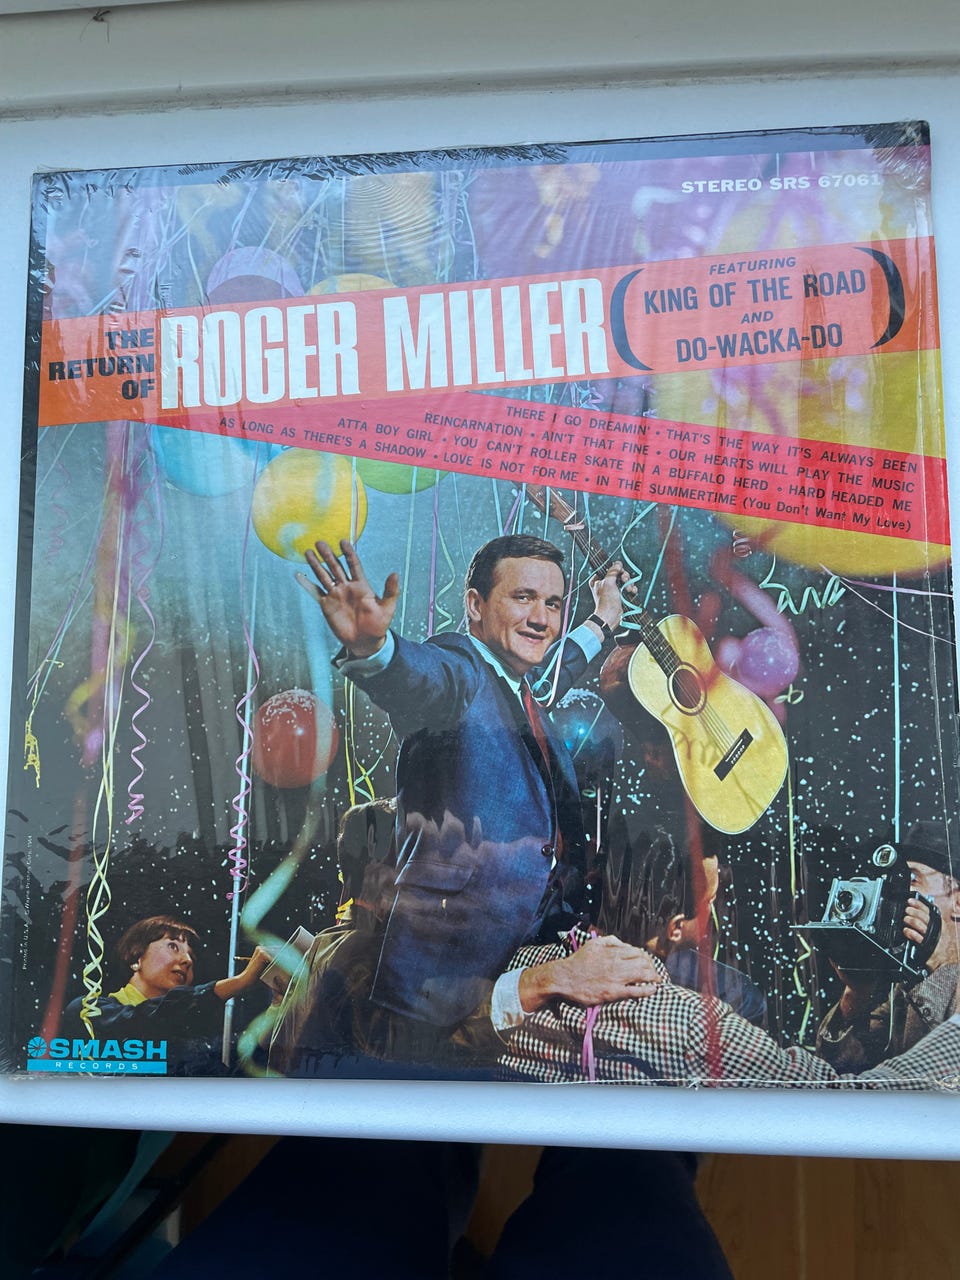 STEREO SRS 67061
THE
RETURN
OF
ROGER MILLER
FEATURING
(KING OF THE ROAD
AND
DO-WACKA-DO)
THERE I GO DREAMIN' • THAT'S THE WAY IT'S ALWAYS BEEN
REINCARNATION • AIN'T THAT FINE • OUR HEARTS WILL PLAY THE MUSIC
ATTA BOY GIRL • YOU CAN'T ROLLER SKATE IN A BUFFALO HERD • HARD HEADED ME
AS LONG AS THERE'S A SHADOW • LOVE IS NOT FOR ME • IN THE SUMMERTIME (You Don't Want My Love)
SMASH
RECORDS